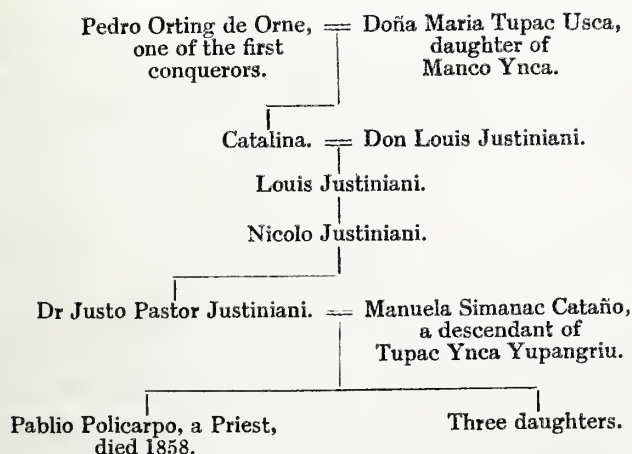 Pedro Orting de Orne, = Doña Maria Tupac Usca,
one of the first daughter of
conquerors. Manco Ynca.
Catalina. = Don Louis Justiniani.
Louis Justiniani.
Nicolo Justiniani.
Dr Justo Pastor Justiniani. = Manuela Simanac Cataño,
a descendant of
Tupac Ynca Yupangriu.
Pablio Policarpo, a Priest, Three daughters.
died 1858.